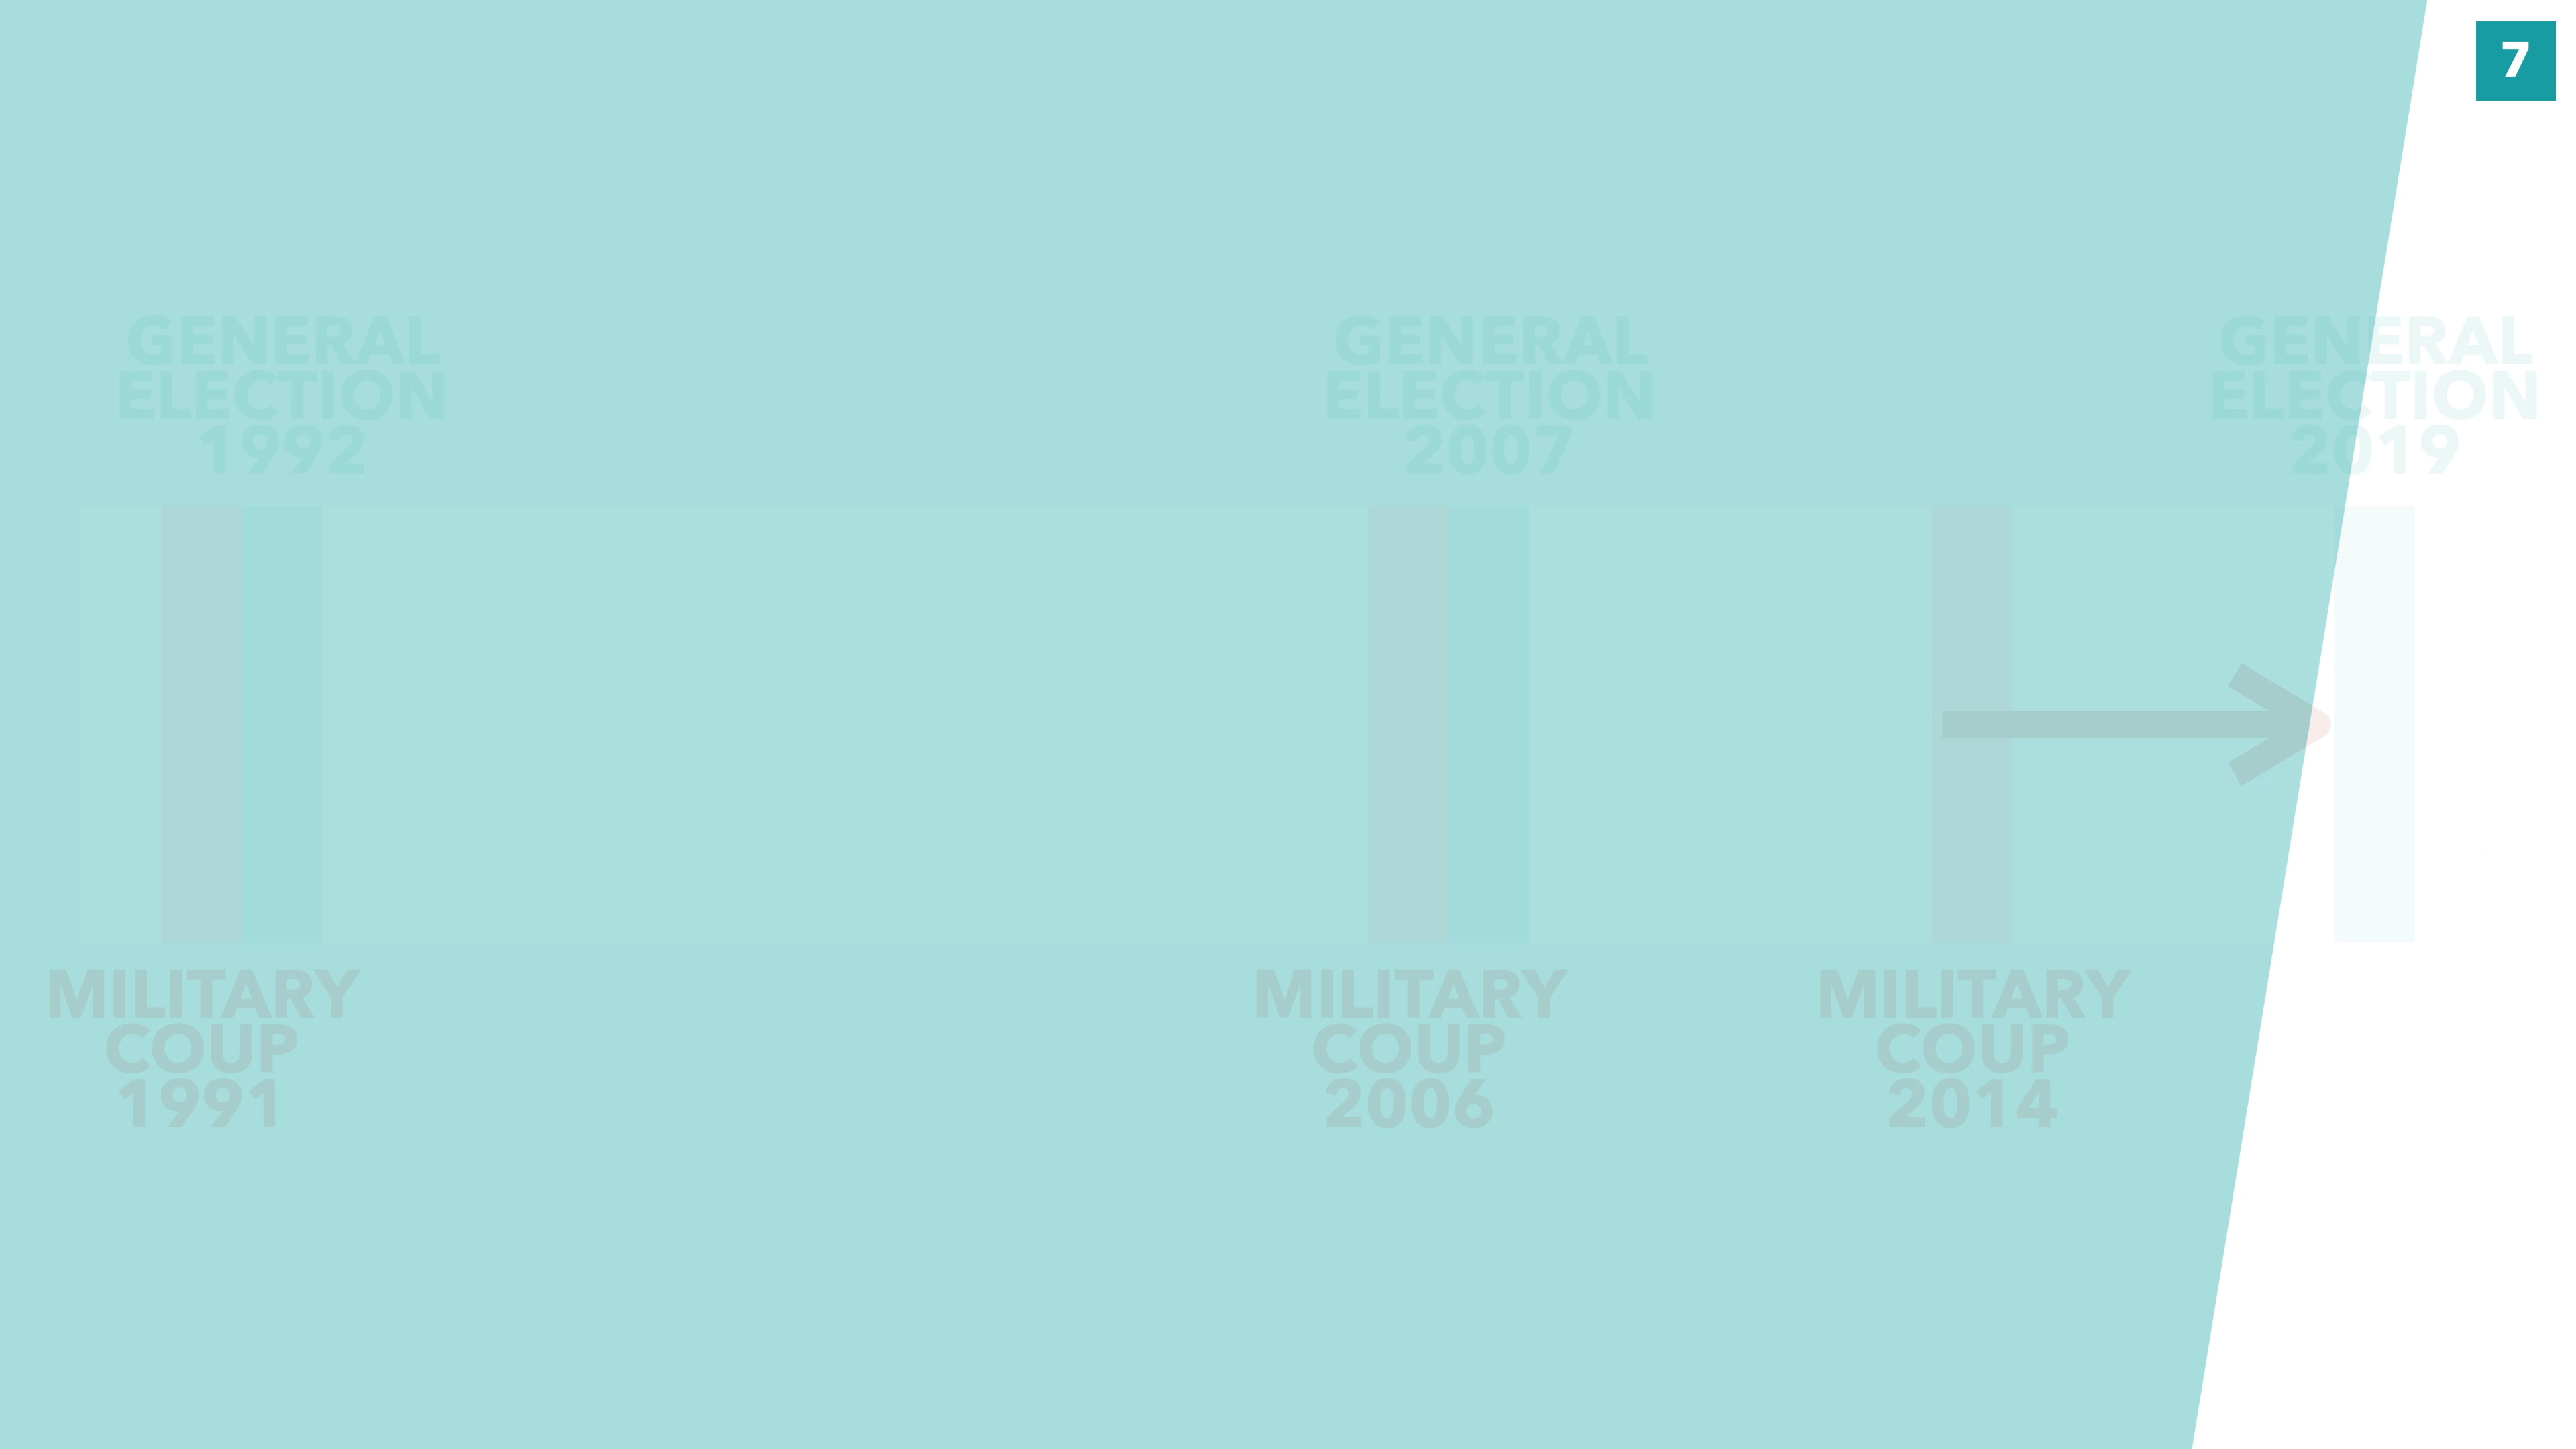 7
GENERAL
ELECTION
1992
GENERAL
ELECTION
2007
GENERAL
ELECTION
2019
MILITARY
COUP
1991
MILITARY
COUP
2006
MILITARY
COUP
2014